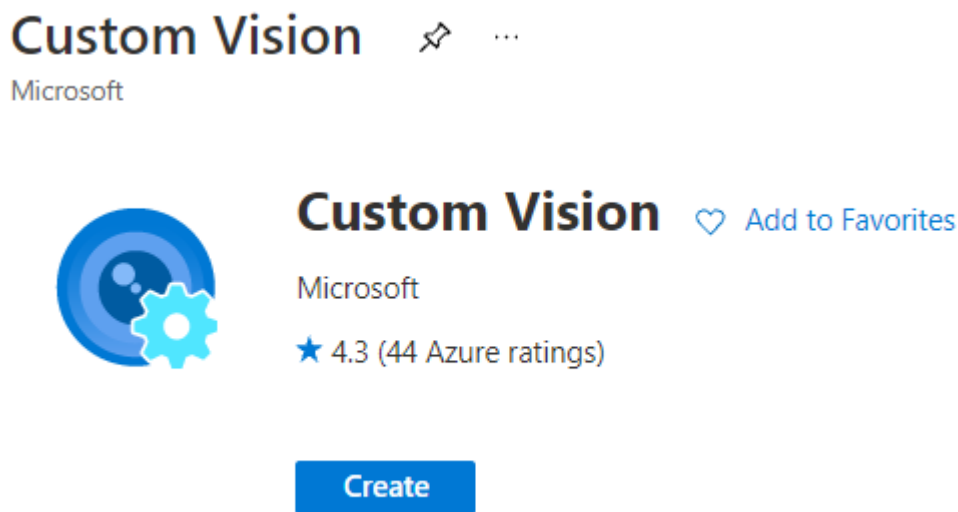 Custom Vision
Microsoft
Custom Vision Add to Favorites
Microsoft
4.3 (44 Azure ratings)
Create